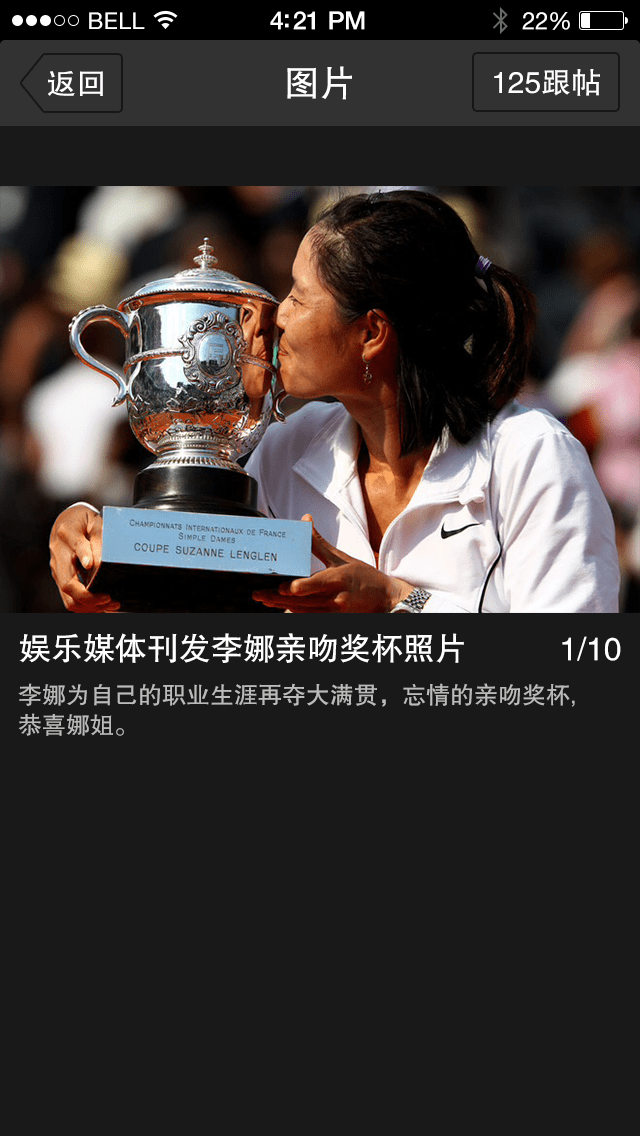 BELL 4:21 PM 22%
返回 图片 125跟帖
CHAMPIONNATS INTERNATIONAUX DE FRANCE
SIMPLE DAMES
COUPE SUZANNE LENGLEN
娱乐媒体刊发李娜亲吻奖杯照片 1/10
李娜为自己的职业生涯再夺大满贯，忘情的亲吻奖杯,
恭喜娜姐。